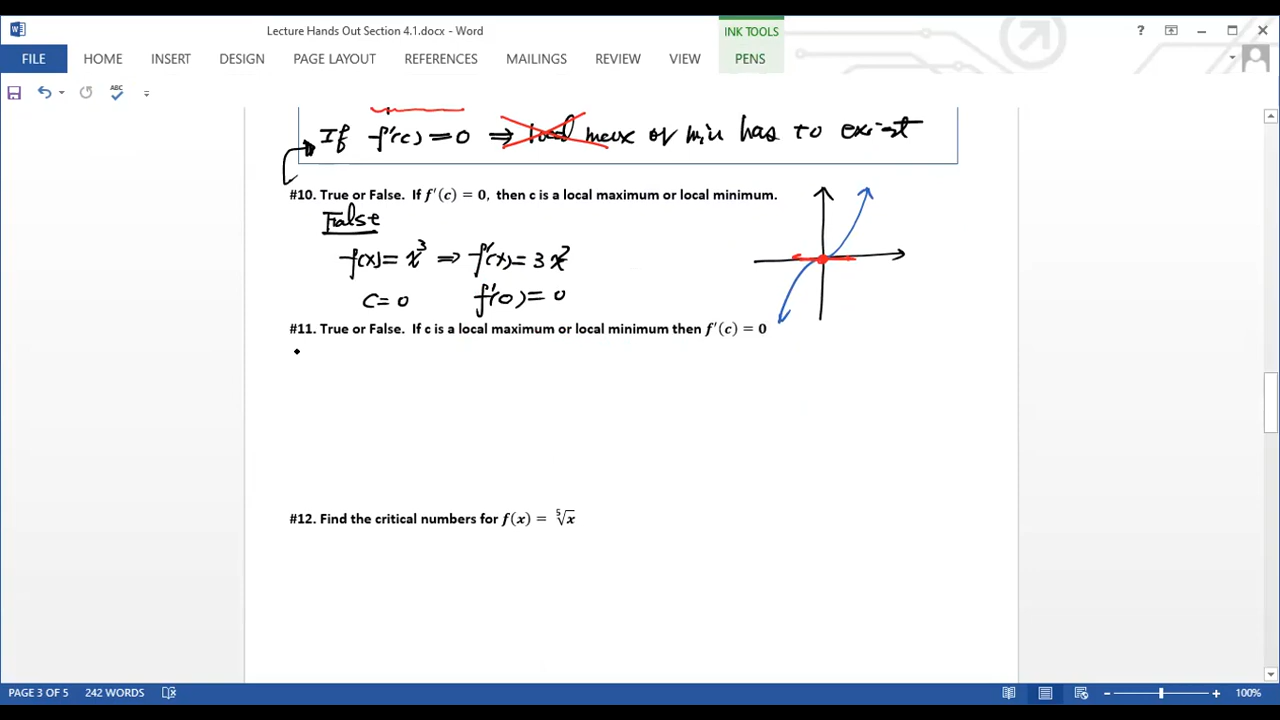 Lecture Hands Out Section 4.1.docx - Word
INK TOOLS
?
FILE HOME INSERT DESIGN PAGE LAYOUT REFERENCES MAILINGS REVIEW VIEW PENS
ABC
If f'(c) = 0 ⇒ local max or min has to exist
#10. True or False. If f′(c) = 0, then c is a local maximum or local minimum.
False
f(x) = x³ ⇒ f'(x) = 3x²
c = 0 f'(0) = 0
#11. True or False. If c is a local maximum or local minimum then f′(c) = 0
#12. Find the critical numbers for f(x) = ⁵√x
PAGE 3 OF 5 242 WORDS 100%